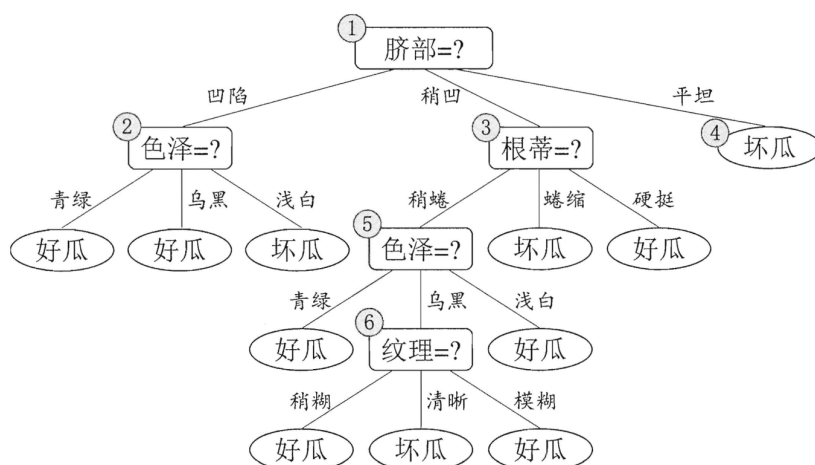 ①
脐部=?
凹陷 稍凹 平坦
② ③ ④
色泽=? 根蒂=? 坏瓜
青绿 乌黑 浅白 稍蜷 蜷缩 硬挺
⑤
好瓜 好瓜 坏瓜 色泽=? 坏瓜 好瓜
青绿 乌黑 浅白
⑥
好瓜 纹理=? 好瓜
稍糊 清晰 模糊
好瓜 坏瓜 好瓜